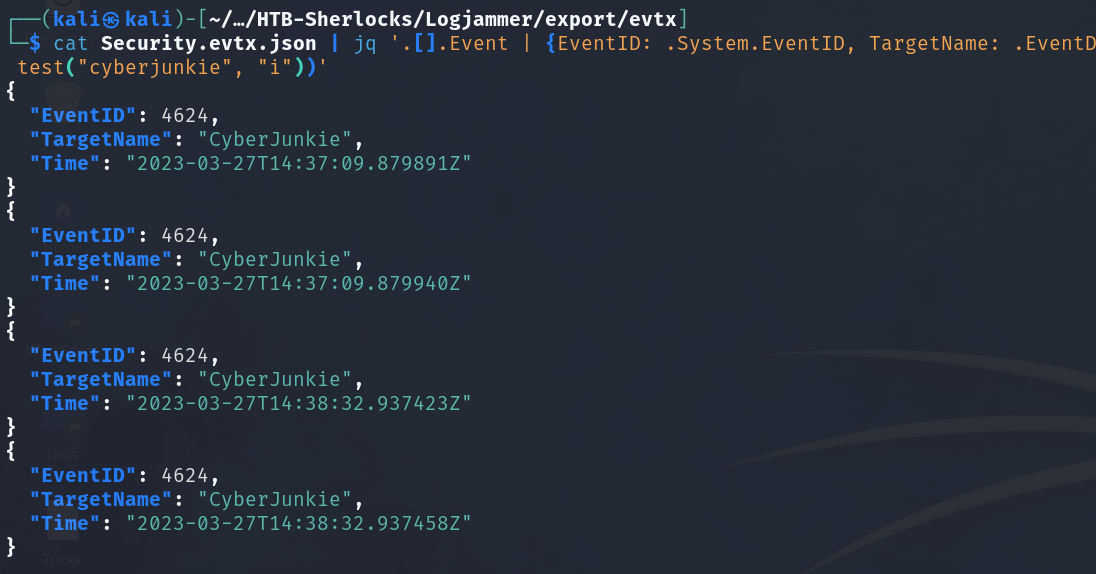 ┌──(kali㉿kali)-[~/…/HTB-Sherlocks/Logjammer/export/evtx]
└─$ cat Security.evtx.json | jq '.[].Event | {EventID: .System.EventID, TargetName: .EventD
test("cyberjunkie", "i"))'
{
"EventID": 4624,
"TargetName": "CyberJunkie",
"Time": "2023-03-27T14:37:09.879891Z"
}
{
"EventID": 4624,
"TargetName": "CyberJunkie",
"Time": "2023-03-27T14:37:09.879940Z"
}
{
"EventID": 4624,
"TargetName": "CyberJunkie",
"Time": "2023-03-27T14:38:32.937423Z"
}
{
"EventID": 4624,
"TargetName": "CyberJunkie",
"Time": "2023-03-27T14:38:32.937458Z"
}
Tools
Tricks